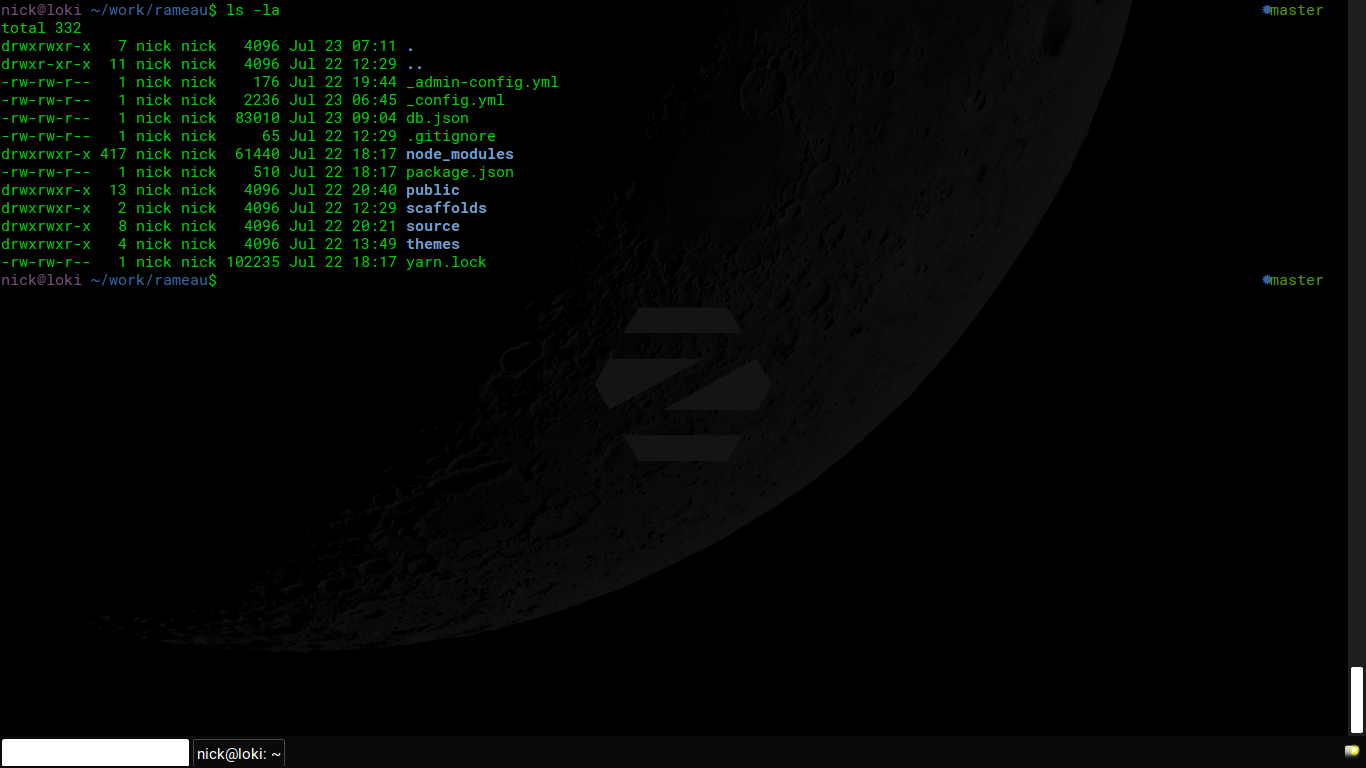 nick@loki ~/work/rameau$ ls -la ✹master
total 332
drwxrwxr-x   7 nick nick   4096 Jul 23 07:11 .
drwxr-xr-x  11 nick nick   4096 Jul 22 12:29 ..
-rw-rw-r--   1 nick nick    176 Jul 22 19:44 _admin-config.yml
-rw-rw-r--   1 nick nick   2236 Jul 23 06:45 _config.yml
-rw-rw-r--   1 nick nick  83010 Jul 23 09:04 db.json
-rw-rw-r--   1 nick nick     65 Jul 22 12:29 .gitignore
drwxrwxr-x 417 nick nick  61440 Jul 22 18:17 node_modules
-rw-rw-r--   1 nick nick    510 Jul 22 18:17 package.json
drwxrwxr-x  13 nick nick   4096 Jul 22 20:40 public
drwxrwxr-x   2 nick nick   4096 Jul 22 12:29 scaffolds
drwxrwxr-x   8 nick nick   4096 Jul 22 20:21 source
drwxrwxr-x   4 nick nick   4096 Jul 22 13:49 themes
-rw-rw-r--   1 nick nick 102235 Jul 22 18:17 yarn.lock
nick@loki ~/work/rameau$ ✹master
nick@loki: ~